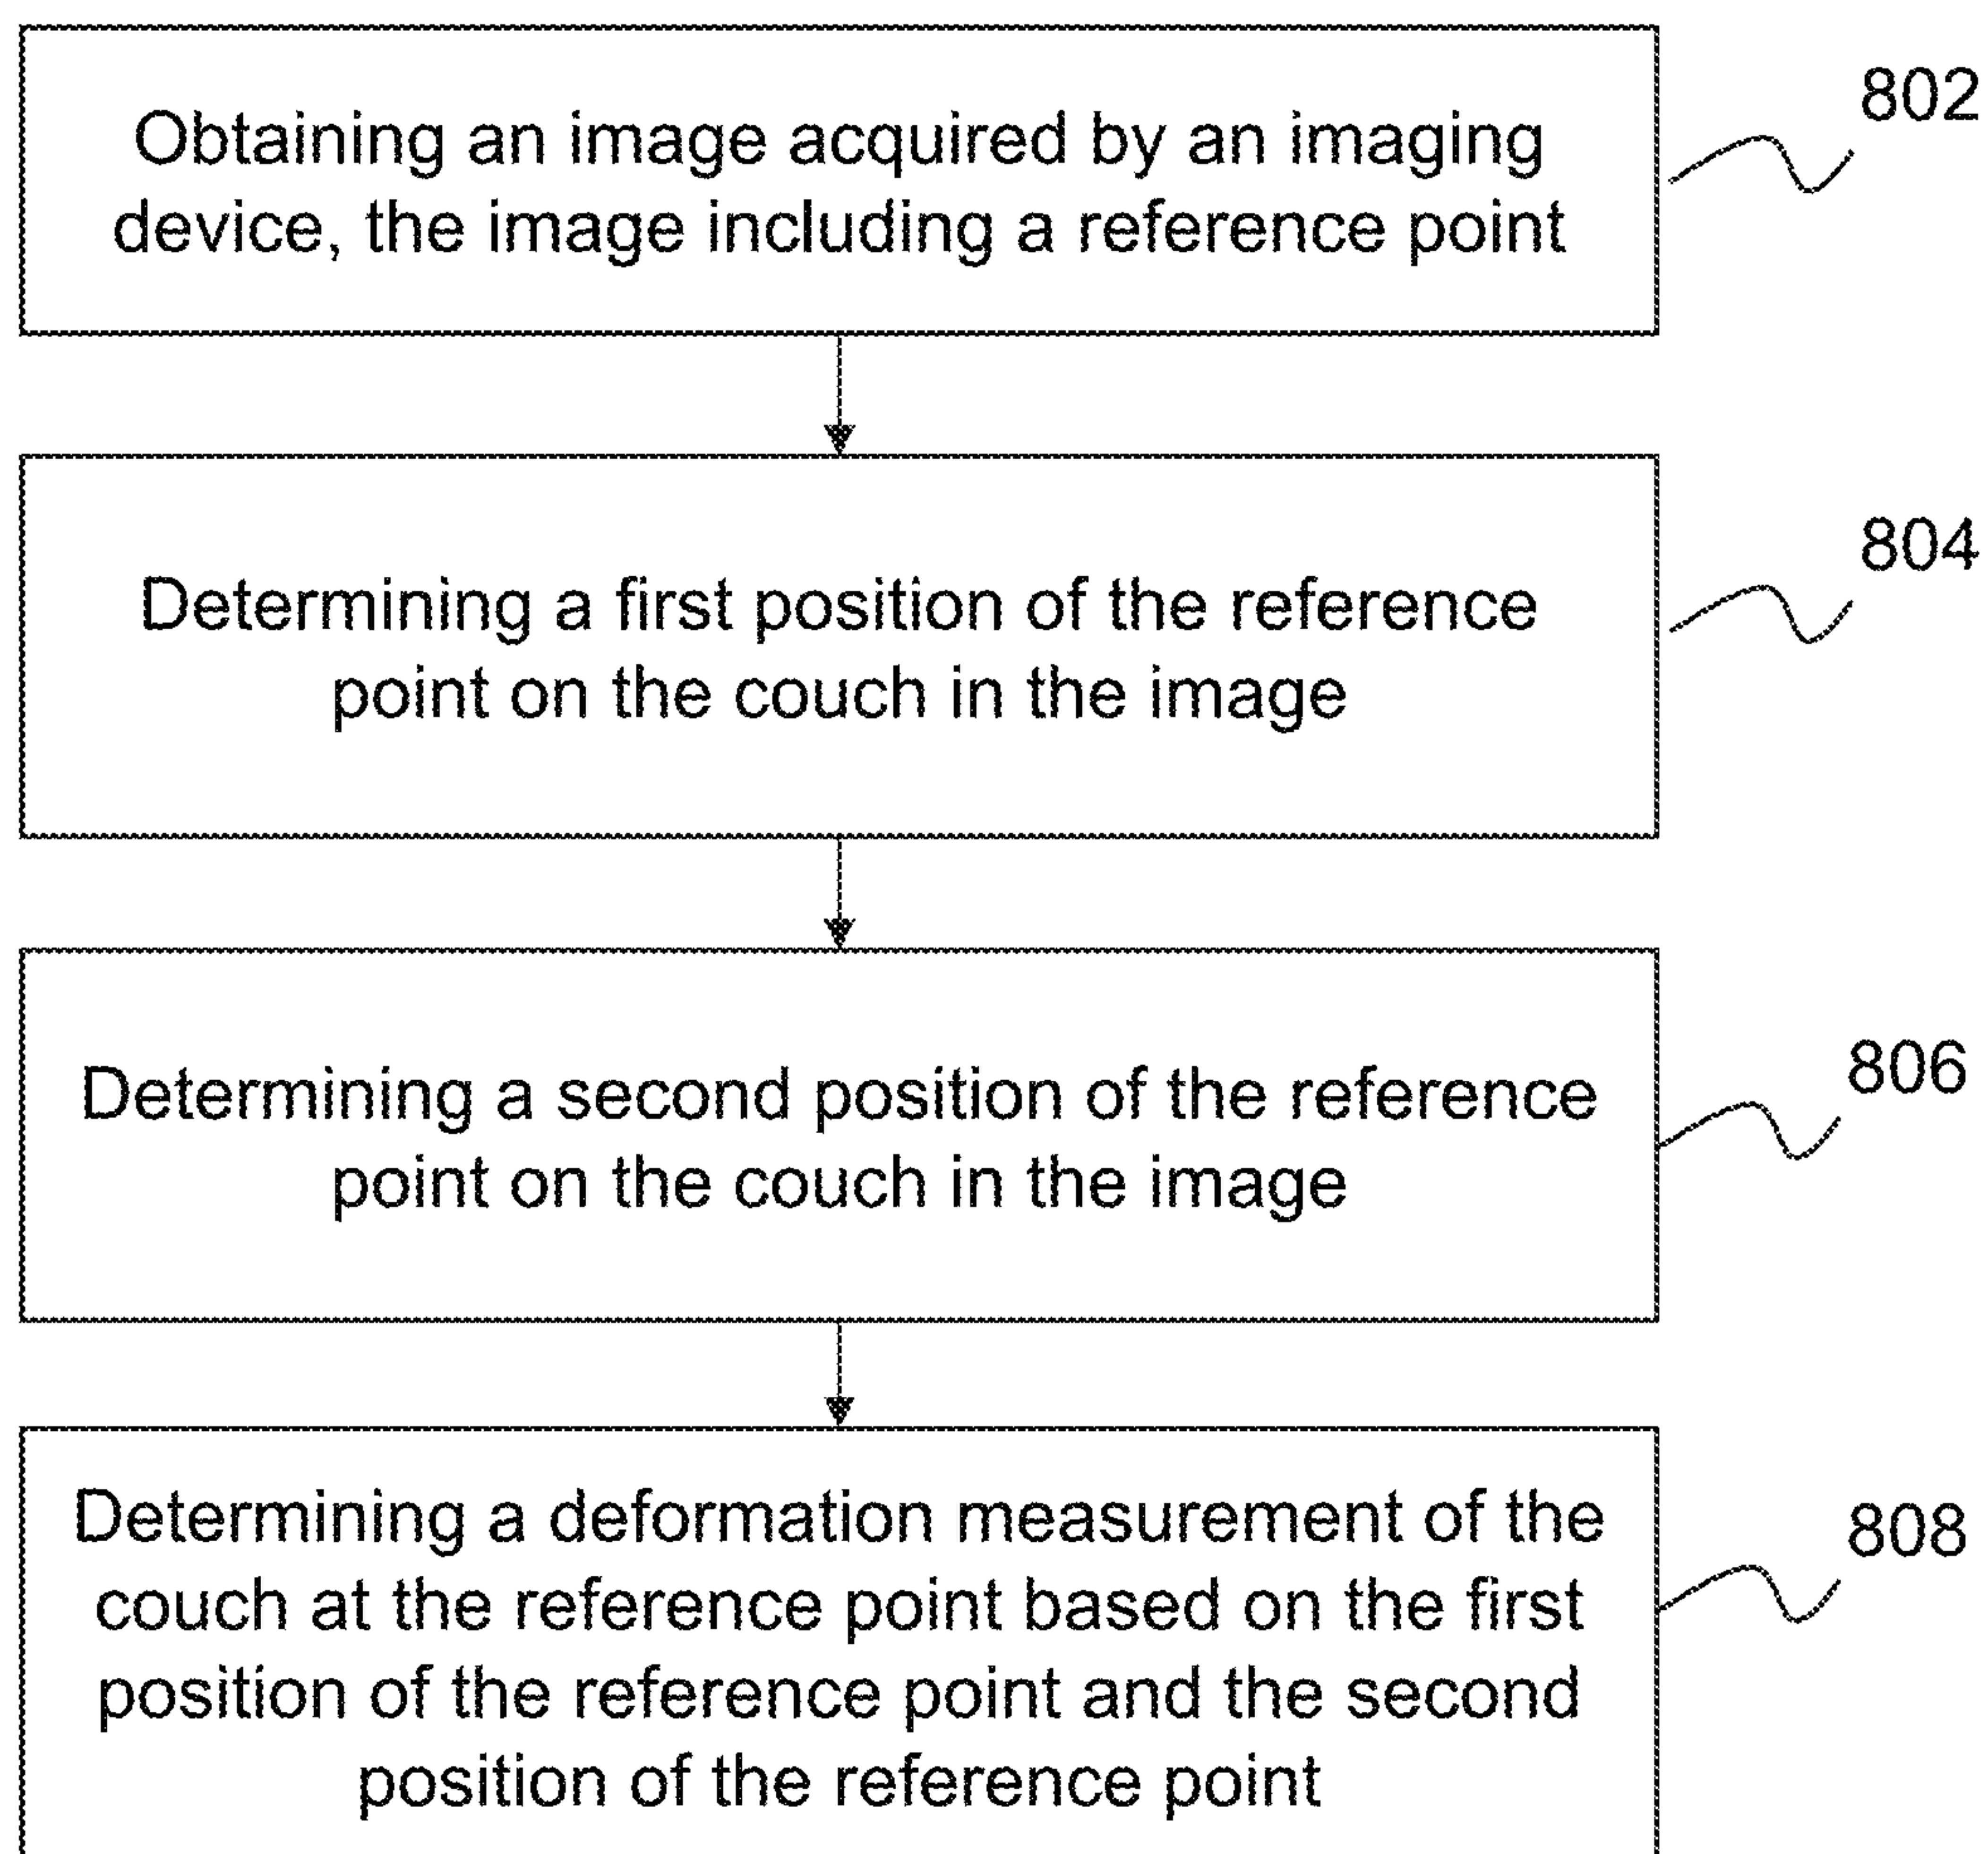 Obtaining an image acquired by an imaging
device, the image including a reference point
802
Determining a first position of the reference
point on the couch in the image
804
Determining a second position of the reference
point on the couch in the image
806
Determining a deformation measurement of the
couch at the reference point based on the first
position of the reference point and the second
position of the reference point
808